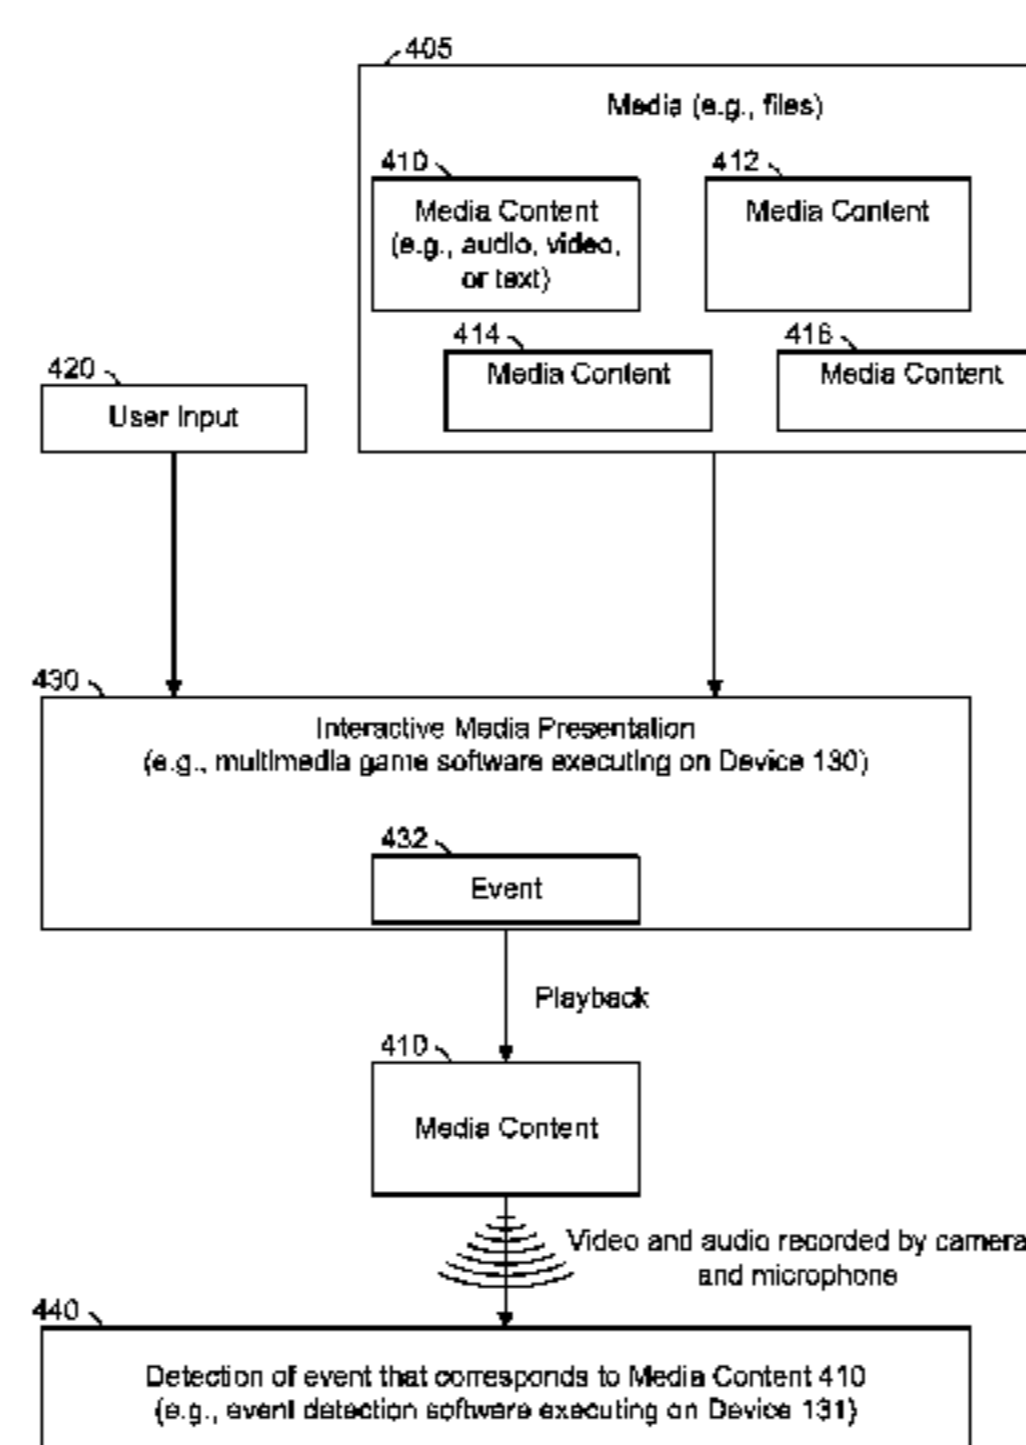 405
Media (e.g., files)
410
Media Content
(e.g., audio, video,
or text)
412
Media Content
414
Media Content
416
Media Content
420
User Input
430
Interactive Media Presentation
(e.g., multimedia game software executing on Device 130)
432
Event
Playback
410
Media Content
Video and audio recorded by camera
and microphone
440
Detection of event that corresponds to Media Content 410
(e.g., event detection software executing on Device 131)